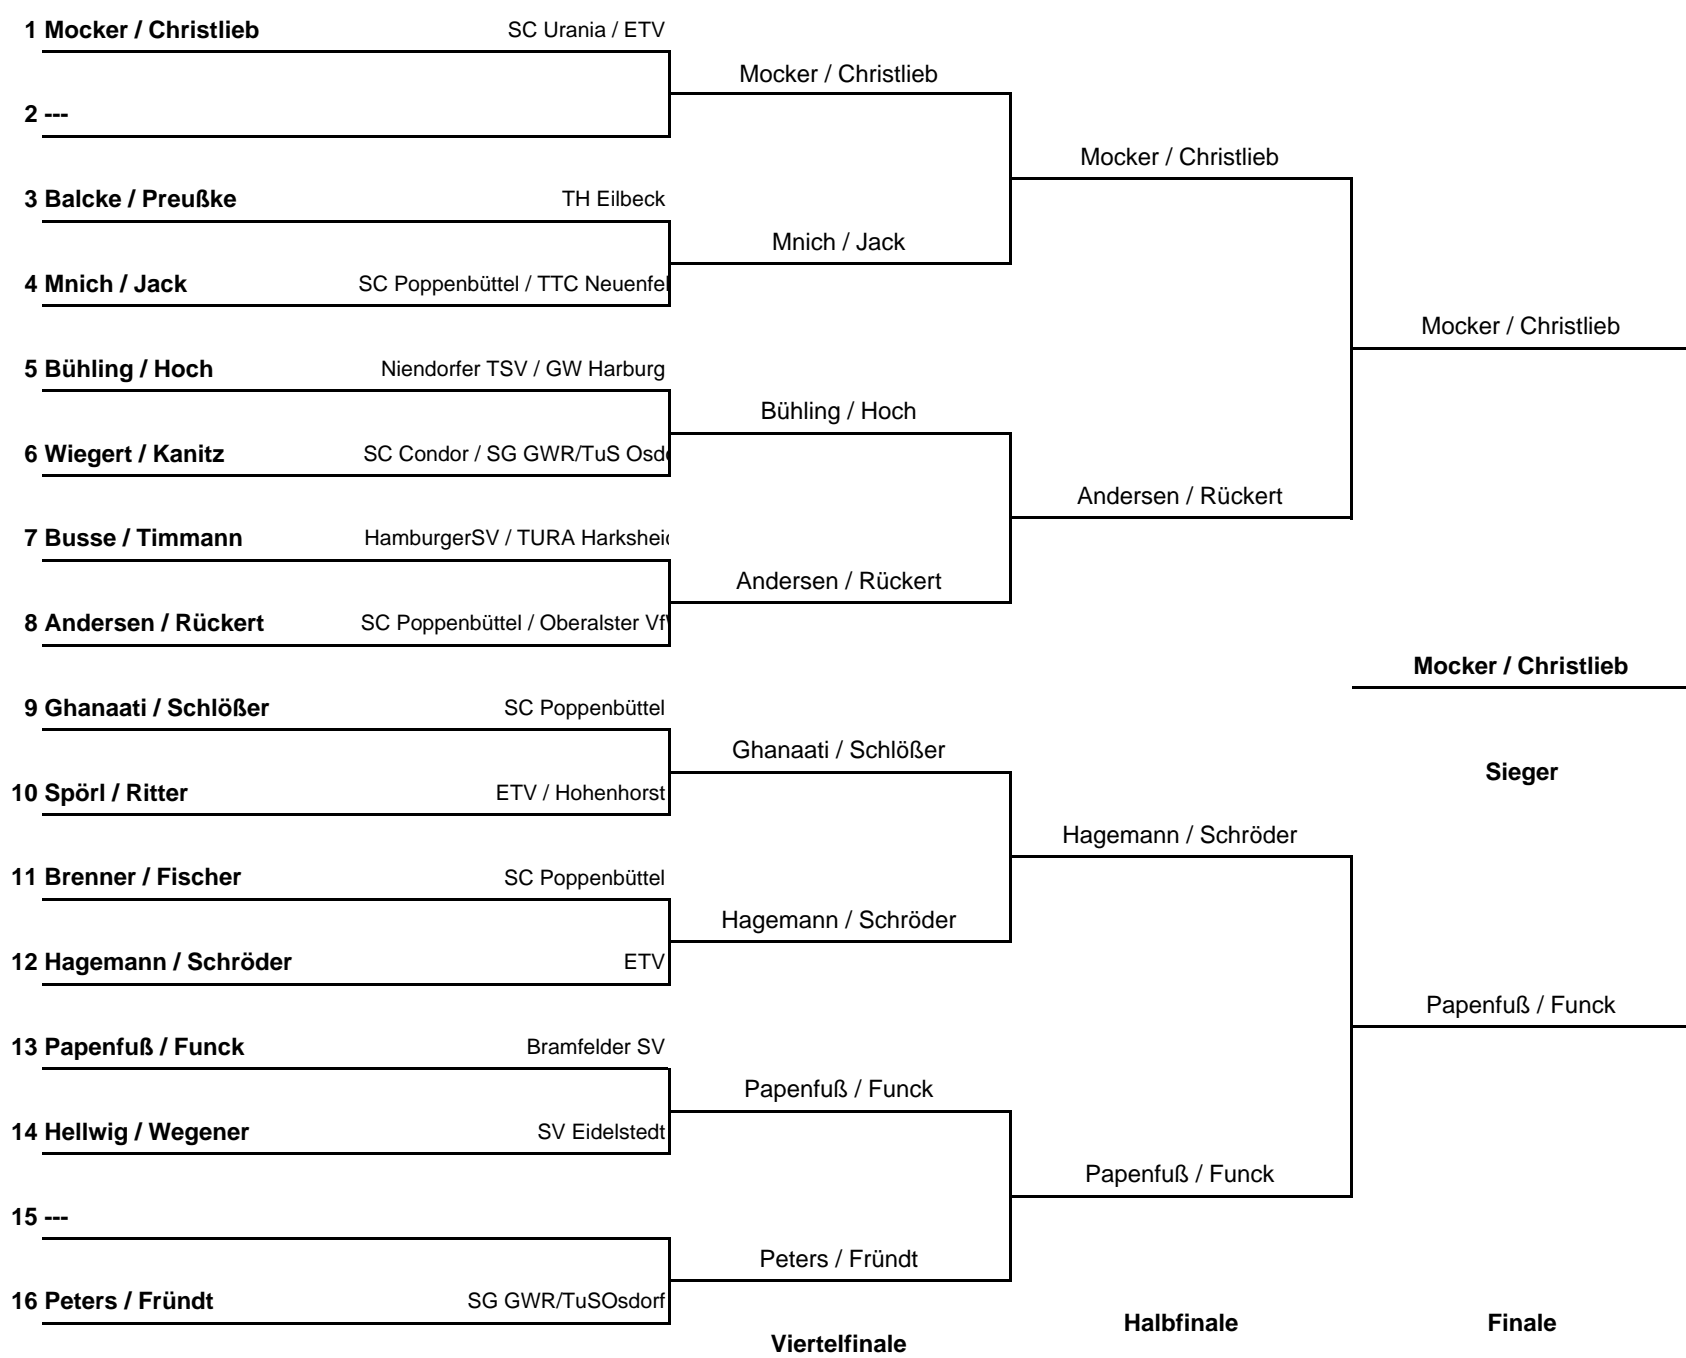 1 Mocker / Christlieb SC Urania / ETV
Mocker / Christlieb
2 ---
Mocker / Christlieb
3 Balcke / Preußke TH Eilbeck
Mnich / Jack
4 Mnich / Jack SC Poppenbüttel / TTC Neuenfel
Mocker / Christlieb
5 Bühling / Hoch Niendorfer TSV / GW Harburg
Bühling / Hoch
6 Wiegert / Kanitz SC Condor / SG GWR/TuS Osd
Andersen / Rückert
7 Busse / Timmann HamburgerSV / TURA Harkshei
Andersen / Rückert
8 Andersen / Rückert SC Poppenbüttel / Oberalster Vf
Mocker / Christlieb
9 Ghanaati / Schlößer SC Poppenbüttel
Ghanaati / Schlößer
Sieger
10 Spörl / Ritter ETV / Hohenhorst
Hagemann / Schröder
11 Brenner / Fischer SC Poppenbüttel
Hagemann / Schröder
12 Hagemann / Schröder ETV
Papenfuß / Funck
13 Papenfuß / Funck Bramfelder SV
Papenfuß / Funck
14 Hellwig / Wegener SV Eidelstedt
Papenfuß / Funck
15 ---
Peters / Fründt
16 Peters / Fründt SG GWR/TuSOsdorf
Halbfinale Finale
Viertelfinale